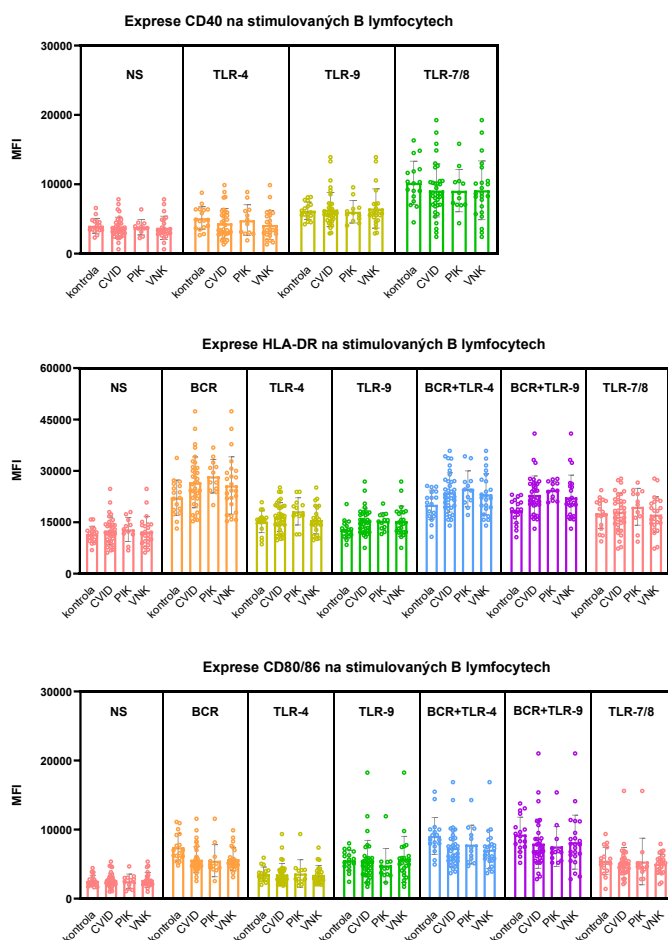 Exprese CD40 na stimulovaných B lymfocytech
30000
20000
10000
0
MFI
NS
TLR-4
TLR-9
TLR-7/8
kontrola CVID PIK VNK kontrola CVID PIK VNK kontrola CVID PIK VNK kontrola CVID PIK VNK
Exprese HLA-DR na stimulovaných B lymfocytech
60000
45000
30000
15000
0
MFI
NS
BCR
TLR-4
TLR-9
BCR+TLR-4
BCR+TLR-9
TLR-7/8
kontrola CVID PIK VNK kontrola CVID PIK VNK kontrola CVID PIK VNK kontrola CVID PIK VNK kontrola CVID PIK VNK kontrola CVID PIK VNK kontrola CVID PIK VNK
Exprese CD80/86 na stimulovaných B lymfocytech
30000
20000
10000
0
MFI
NS
BCR
TLR-4
TLR-9
BCR+TLR-4
BCR+TLR-9
TLR-7/8
kontrola CVID PIK VNK kontrola CVID PIK VNK kontrola CVID PIK VNK kontrola CVID PIK VNK kontrola CVID PIK VNK kontrola CVID PIK VNK kontrola CVID PIK VNK